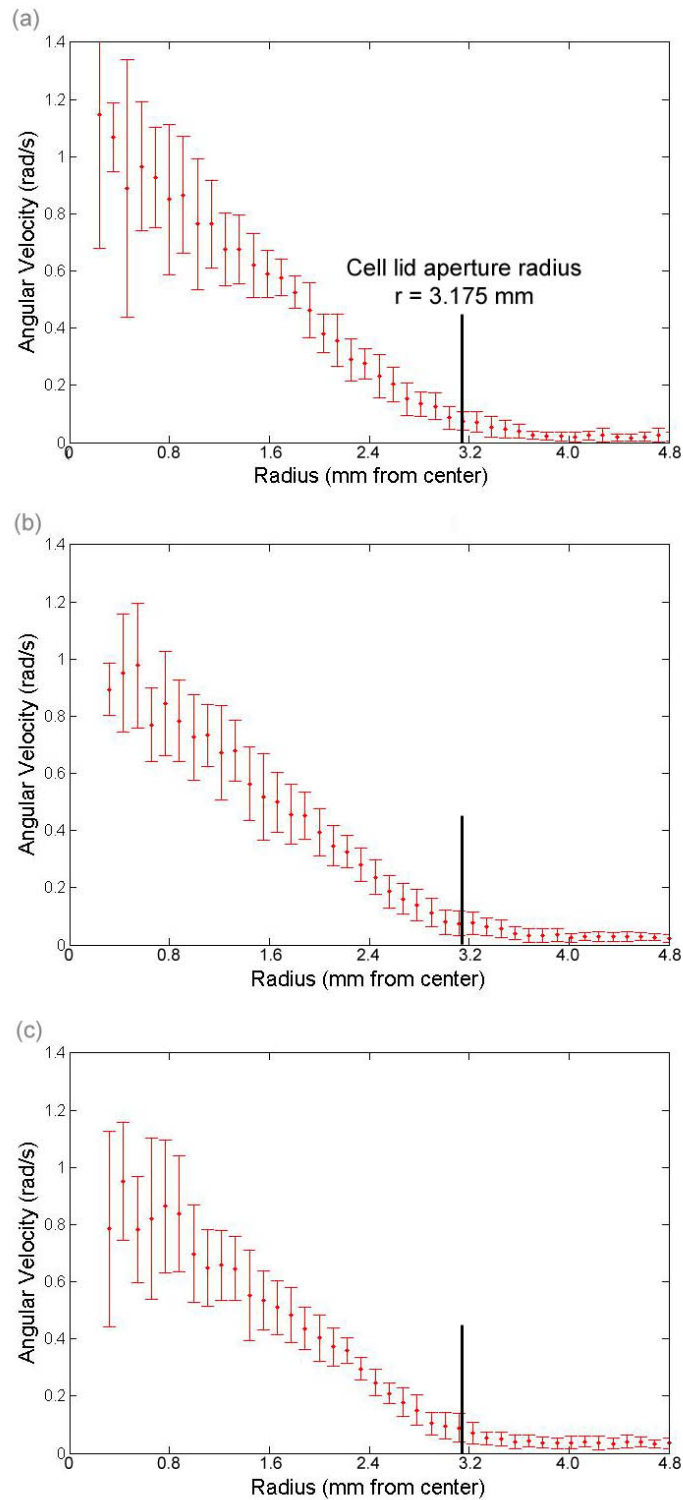 (a)
1.4
1.2
1
0.8
0.6
0.4
0.2
0
Angular Velocity (rad/s)
Cell lid aperture radius
r = 3.175 mm
0 0.8 1.6 2.4 3.2 4.0 4.8
Radius (mm from center)
(b)
1.4
1.2
1
0.8
0.6
0.4
0.2
0
Angular Velocity (rad/s)
0 0.8 1.6 2.4 3.2 4.0 4.8
Radius (mm from center)
(c)
1.4
1.2
1
0.8
0.6
0.4
0.2
0
Angular Velocity (rad/s)
0 0.8 1.6 2.4 3.2 4.0 4.8
Radius (mm from center)